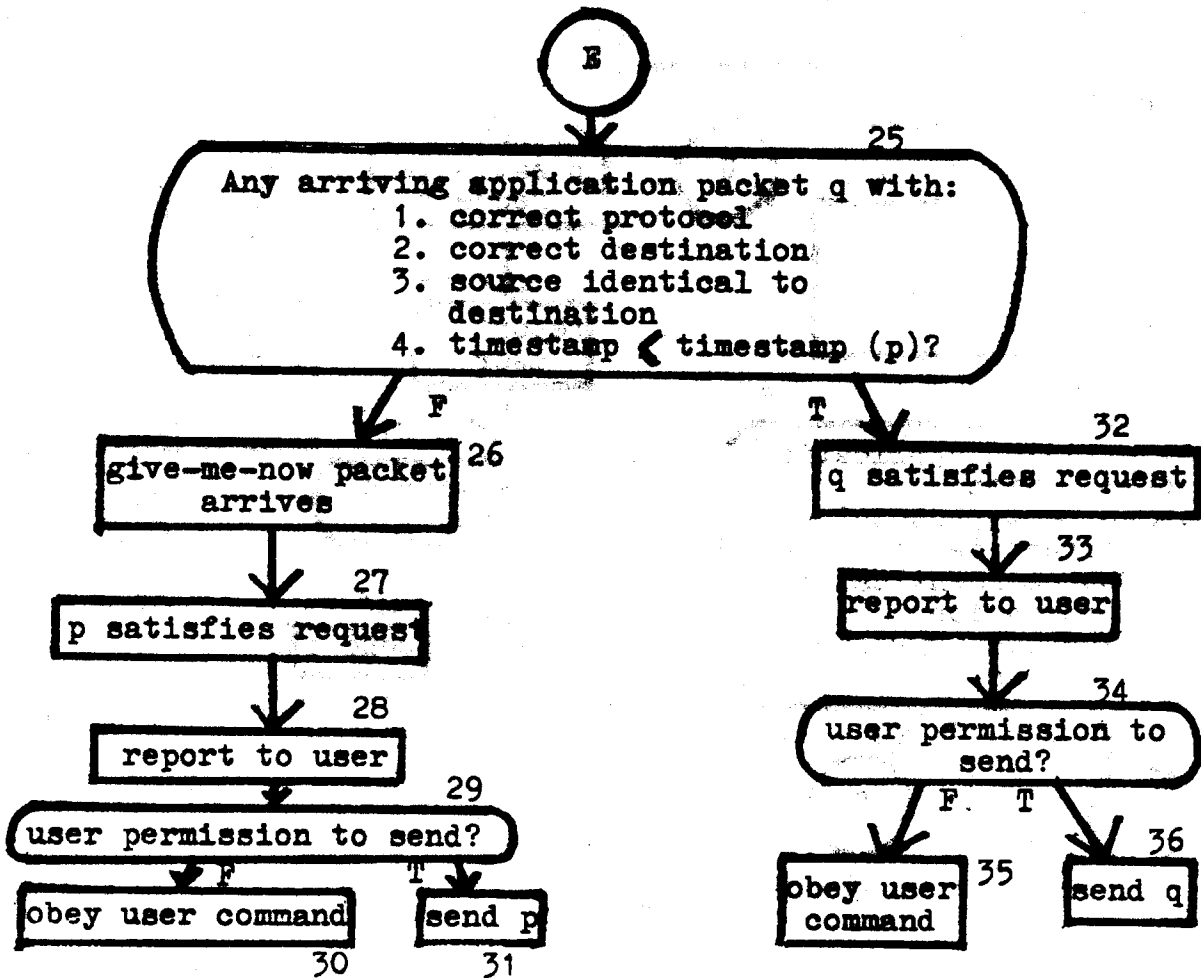 E
25
Any arriving application packet q with:
1. correct protocol
2. correct destination
3. source identical to
destination
4. timestamp < timestamp (p)?
F
T
26
give-me-now packet
arrives
32
q satisfies request
27
p satisfies request
33
report to user
28
report to user
34
user permission to
send?
29
user permission to send?
F. T
F T
obey user command
30
send p
31
obey user
command
35
36
send q